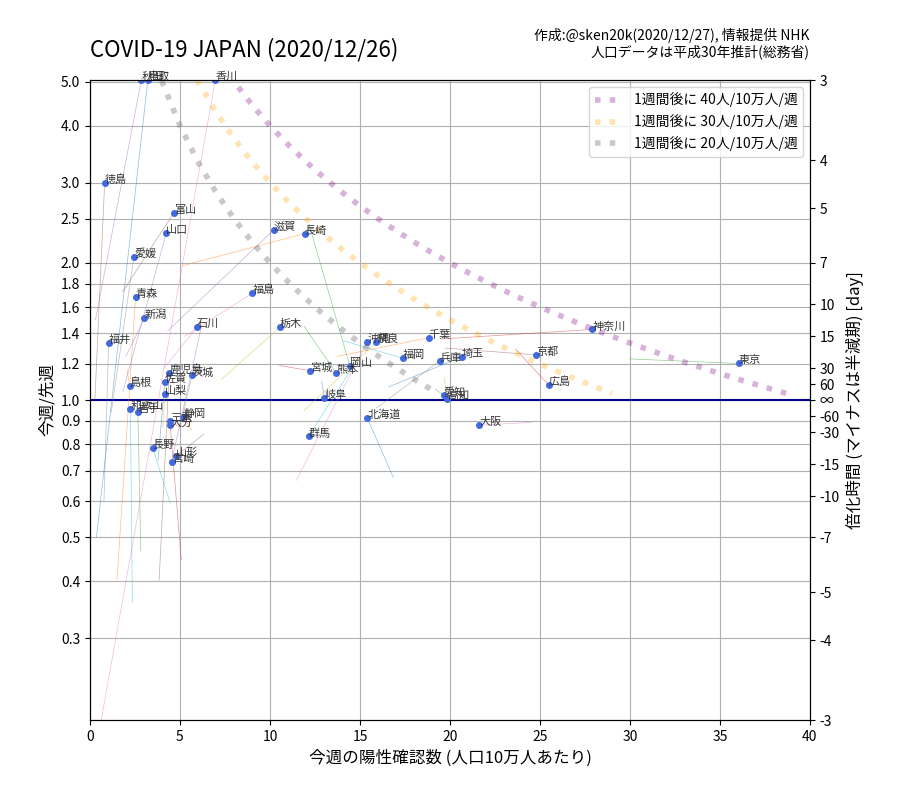 作成:@sken20k(2020/12/27), 情報提供 NHK
COVID-19 JAPAN (2020/12/26)
人口データは平成30年推計(総務省)
1週間後に 40人/10万人/週
1週間後に 30人/10万人/週
1週間後に 20人/10万人/週
香川
徳島
富山
山口
滋賀
長崎
愛媛
青森
福島
新潟
石川
栃木
神奈川
福井
千葉
福岡
兵庫
埼玉
京都
東京
岡山
宮城
熊本
鹿児島
佐賀
茨城
島根
広島
山梨
岐阜
愛知
静岡
北海道
大阪
大分
群馬
長野
山形
宮崎
5.0
4.0
3.0
2.5
2.0
1.8
1.6
1.4
1.2
1.0
0.9
0.8
0.7
0.6
0.5
0.4
0.3
今週/先週
3
4
5
7
10
15
30
60
∞
-60
-30
-15
-10
-7
-5
-4
-3
倍化時間 (マイナスは半減期) [day]
0 5 10 15 20 25 30 35 40
今週の陽性確認数 (人口10万人あたり)